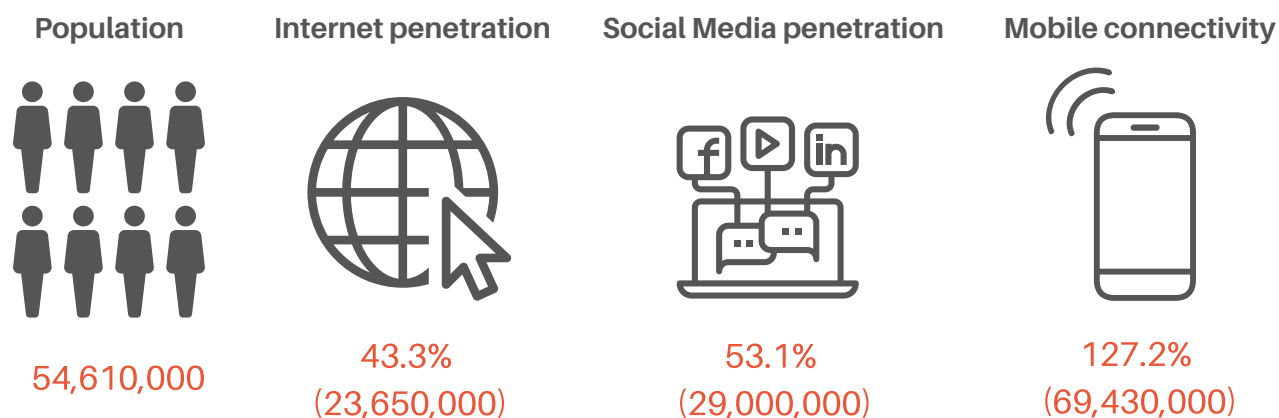 Population
Internet penetration
Social Media penetration
Mobile connectivity
f
in
54,610,000
43.3%
(23,650,000)
53.1%
(29,000,000)
127.2%
(69,430,000)